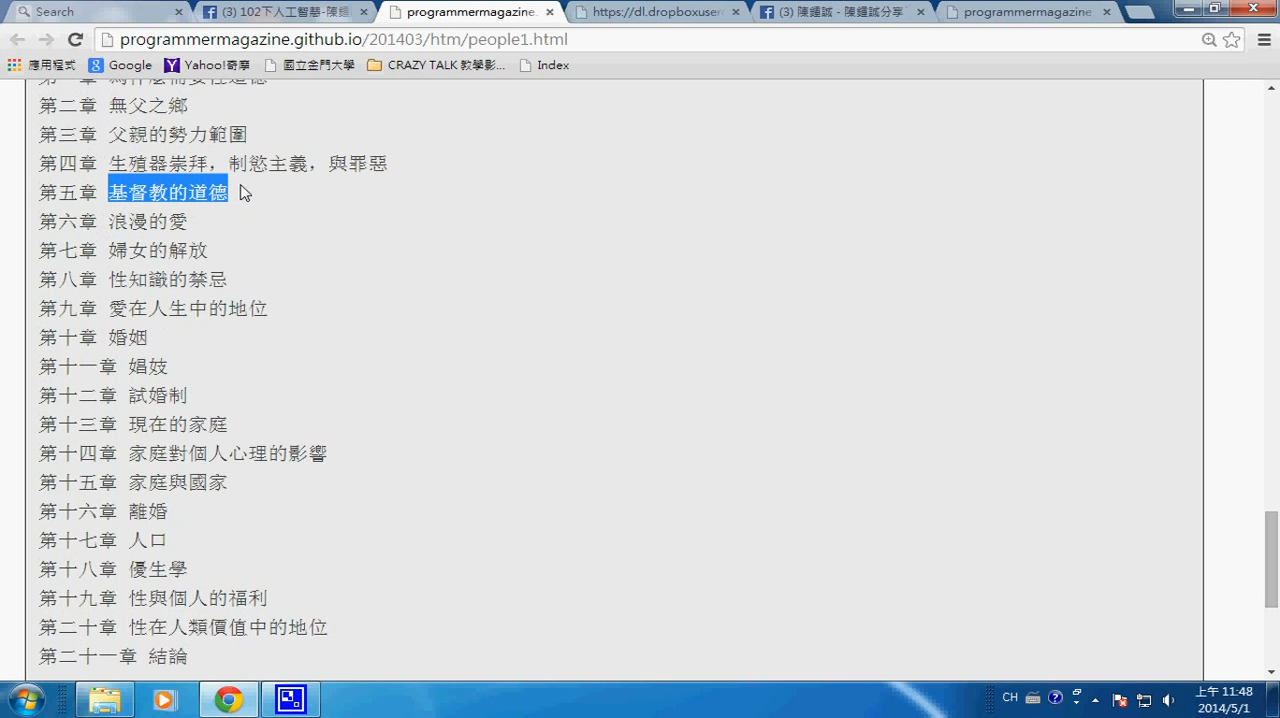 Search
(3) 102下人工智慧-陳鍾
programmermagazine.github
https://dl.dropboxuserc
(3) 陳鍾誠 - 陳鍾誠分享
programmermagazine
programmermagazine.github.io/201403/htm/people1.html
應用程式
Google
Yahoo!奇摩
國立金門大學
CRAZY TALK 教學影...
Index
第二章 無父之鄉
第三章 父親的勢力範圍
第四章 生殖器崇拜，制慾主義，與罪惡
第五章 基督教的道德
第六章 浪漫的愛
第七章 婦女的解放
第八章 性知識的禁忌
第九章 愛在人生中的地位
第十章 婚姻
第十一章 娼妓
第十二章 試婚制
第十三章 現在的家庭
第十四章 家庭對個人心理的影響
第十五章 家庭與國家
第十六章 離婚
第十七章 人口
第十八章 優生學
第十九章 性與個人的福利
第二十章 性在人類價值中的地位
第二十一章 結論
CH
上午 11:48
2014/5/1